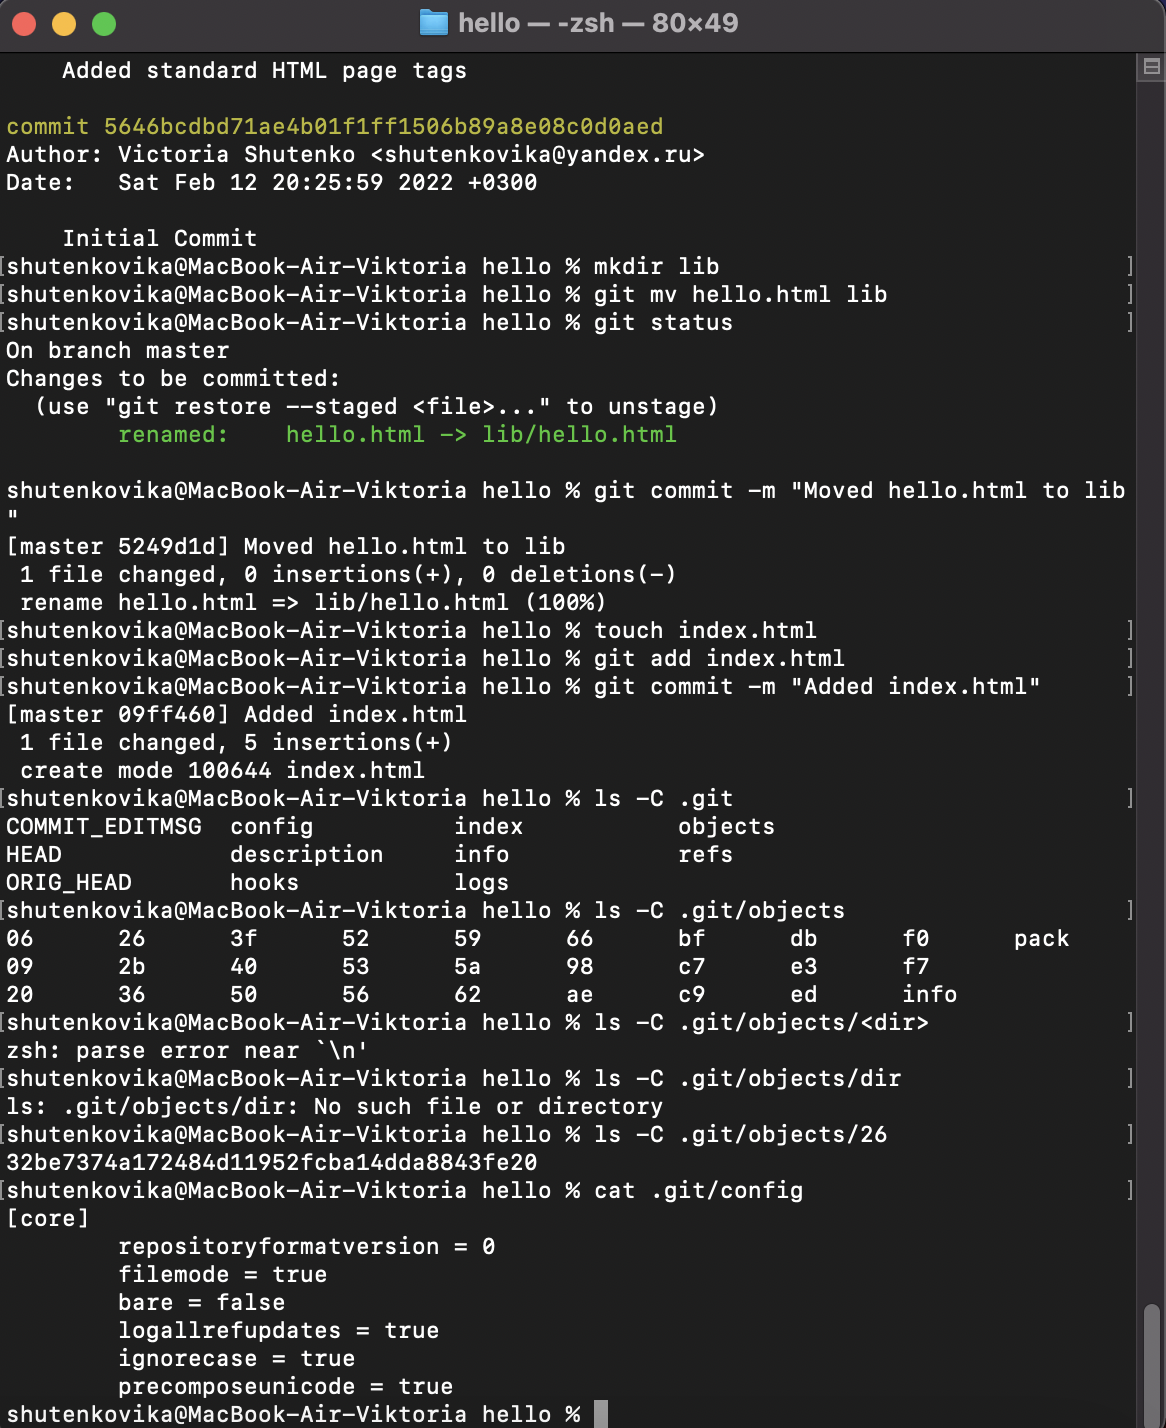 hello — -zsh — 80×49
    Added standard HTML page tags
commit 5646bcdbd71ae4b01f1ff1506b89a8e08c0d0aed
Author: Victoria Shutenko <shutenkovika@yandex.ru>
Date:   Sat Feb 12 20:25:59 2022 +0300
    Initial Commit
[shutenkovika@MacBook-Air-Viktoria hello % mkdir lib ]
[shutenkovika@MacBook-Air-Viktoria hello % git mv hello.html lib ]
[shutenkovika@MacBook-Air-Viktoria hello % git status ]
On branch master
Changes to be committed:
  (use "git restore --staged <file>..." to unstage)
        renamed:    hello.html -> lib/hello.html
shutenkovika@MacBook-Air-Viktoria hello % git commit -m "Moved hello.html to lib
"
[master 5249d1d] Moved hello.html to lib
 1 file changed, 0 insertions(+), 0 deletions(-)
 rename hello.html => lib/hello.html (100%)
[shutenkovika@MacBook-Air-Viktoria hello % touch index.html ]
[shutenkovika@MacBook-Air-Viktoria hello % git add index.html ]
[shutenkovika@MacBook-Air-Viktoria hello % git commit -m "Added index.html" ]
[master 09ff460] Added index.html
 1 file changed, 5 insertions(+)
 create mode 100644 index.html
[shutenkovika@MacBook-Air-Viktoria hello % ls -C .git ]
COMMIT_EDITMSG  config          index           objects
HEAD            description     info            refs
ORIG_HEAD       hooks           logs
[shutenkovika@MacBook-Air-Viktoria hello % ls -C .git/objects ]
06      26      3f      52      59      66      bf      db      f0      pack
09      2b      40      53      5a      98      c7      e3      f7
20      36      50      56      62      ae      c9      ed      info
[shutenkovika@MacBook-Air-Viktoria hello % ls -C .git/objects/<dir> ]
zsh: parse error near `\n'
[shutenkovika@MacBook-Air-Viktoria hello % ls -C .git/objects/dir ]
ls: .git/objects/dir: No such file or directory
[shutenkovika@MacBook-Air-Viktoria hello % ls -C .git/objects/26 ]
32be7374a172484d11952fcba14dda8843fe20
[shutenkovika@MacBook-Air-Viktoria hello % cat .git/config ]
[core]
        repositoryformatversion = 0
        filemode = true
        bare = false
        logallrefupdates = true
        ignorecase = true
        precomposeunicode = true
shutenkovika@MacBook-Air-Viktoria hello %